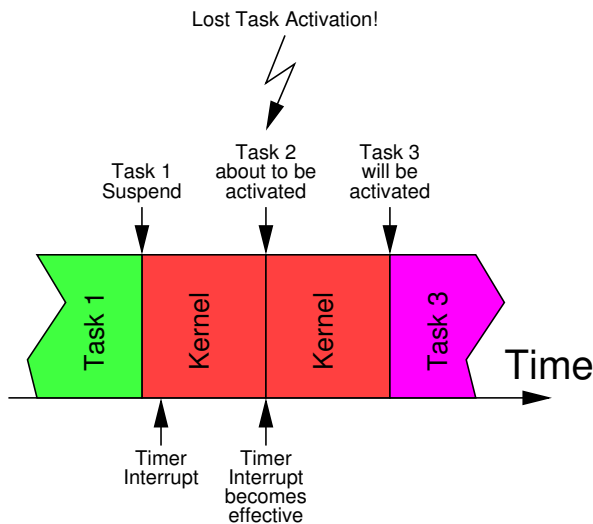 Lost Task Activation!
Task 1
Suspend
Task 2
about to be
activated
Task 3
will be
activated
Task 1
Kernel
Kernel
Task 3
Time
Timer
Interrupt
Timer
Interrupt
becomes
effective